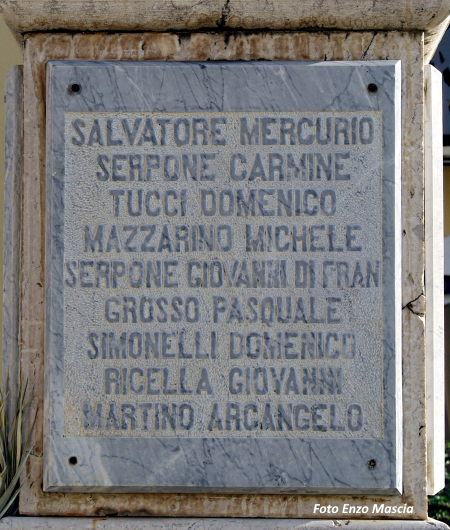 SALVATORE MERCURIO
SERPONE CARMINE
TUCCI DOMENICO
MAZZARINO MICHELE
SERPONE GIOVANNI DI FRAN
GROSSO PASQUALE
SIMONELLI DOMENICO
RICELLA GIOVANNI
MARTINO ARCANGELO
Foto Enzo Mascia